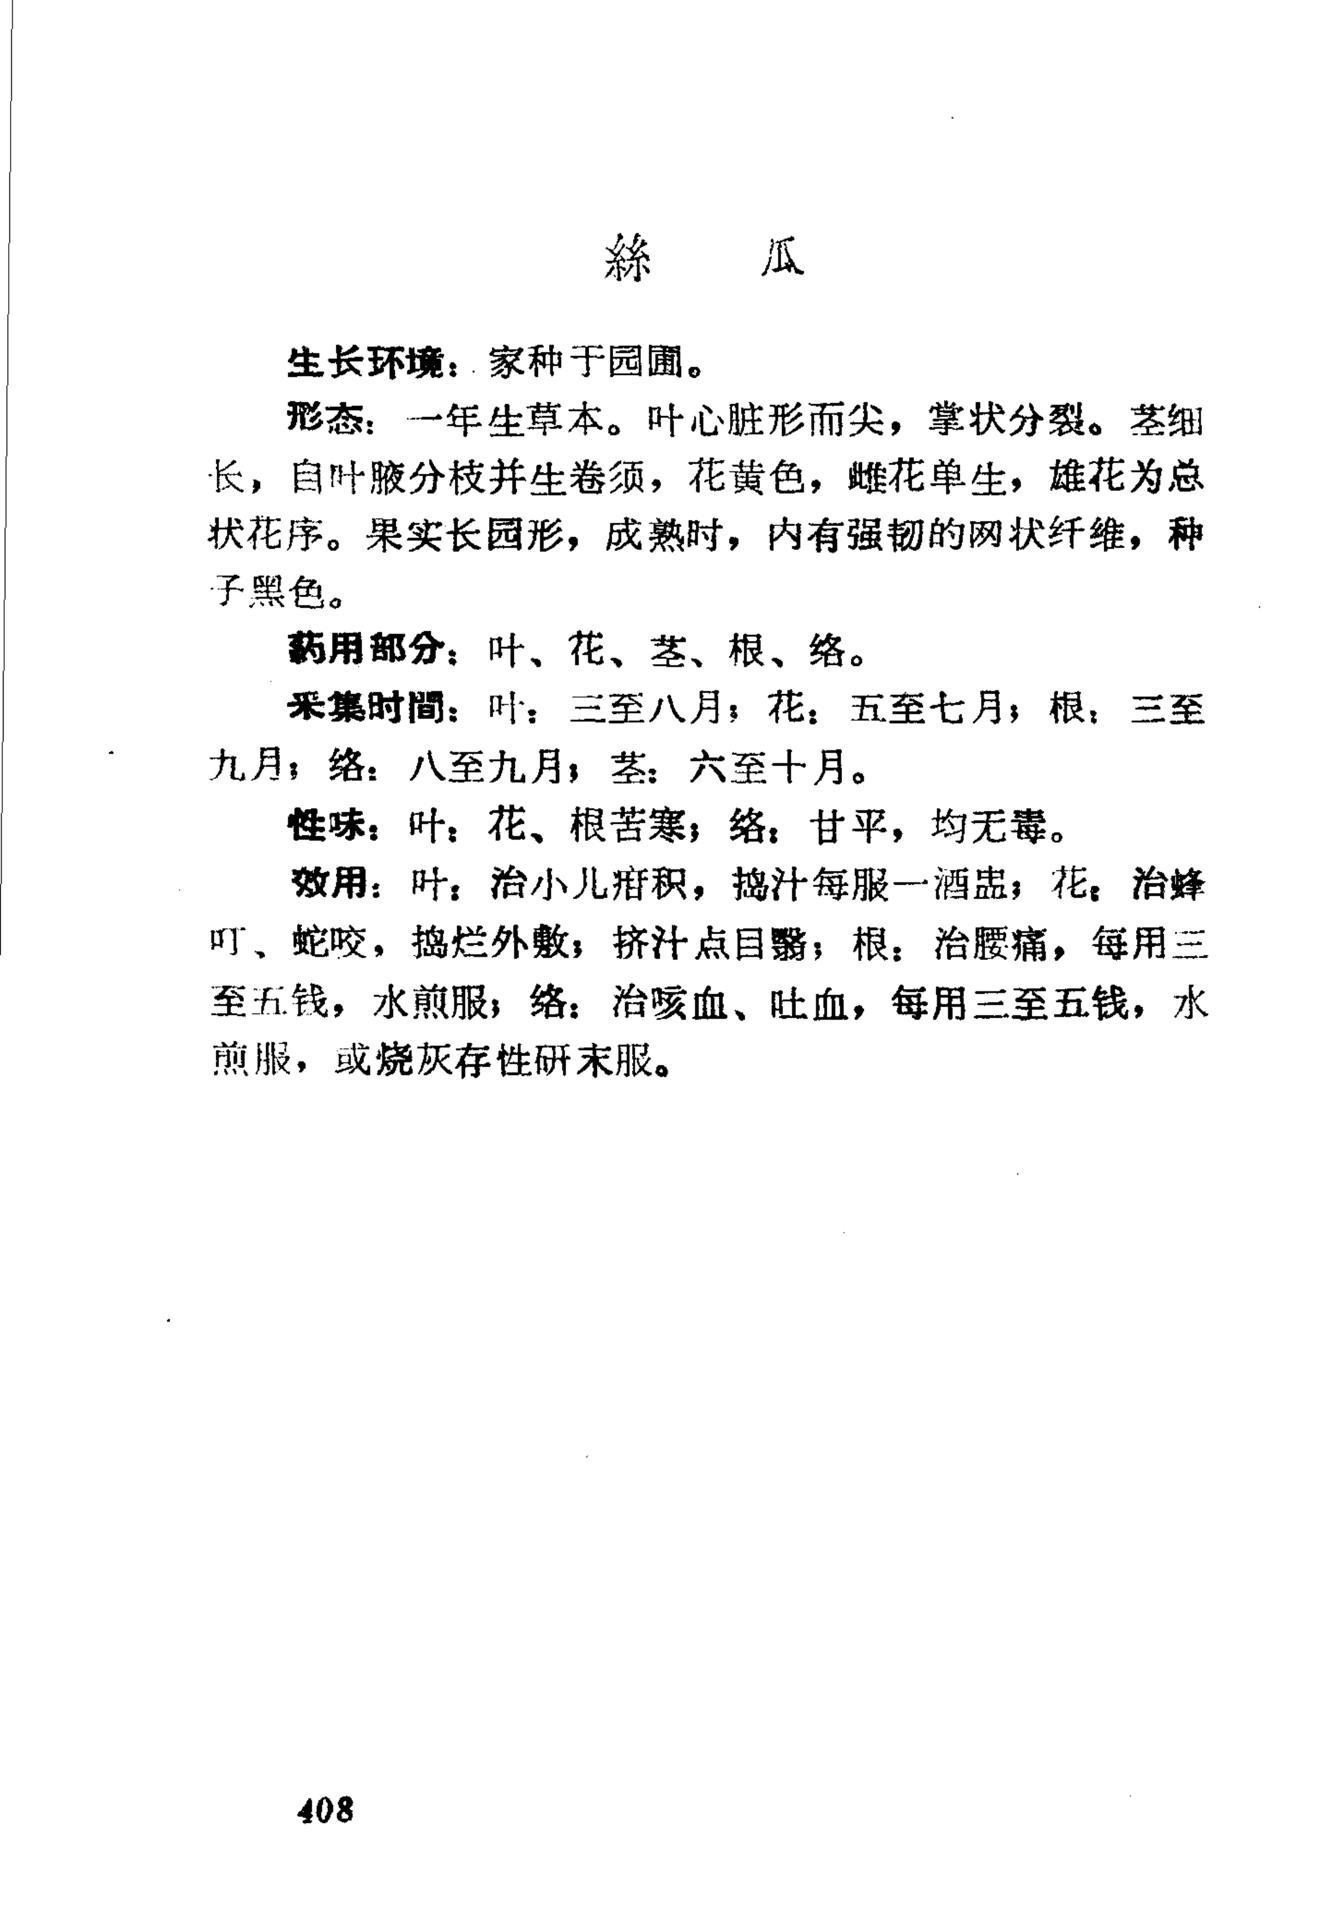 絲 瓜
生长环境：家种于园圃。
形态：一年生草本。叶心脏形而尖，掌状分裂。茎细
长，自叶腋分枝并生卷须，花黄色，雌花单生，雄花为总
状花序。果实长园形，成熟时，内有强韧的网状纤维，种
子黑色。
药用部分：叶、花、茎、根、络。
采集时間：叶：三至八月；花：五至七月；根：三至
九月；络：八至九月；茎：六至十月。
性味：叶：花、根苦寒；络：甘平，均无毒。
效用：叶：治小儿疳积，捣汁每服一酒盅；花：治蜂
叮、蛇咬，捣烂外敷；挤汁点目翳；根：治腰痛，每用三
至五钱，水煎服；络：治咳血、吐血，每用三至五钱，水
煎服，或烧灰存性研末服。
408